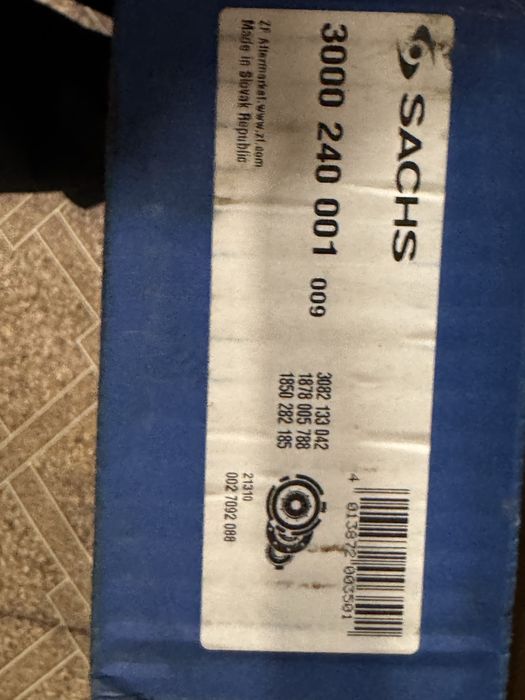 SACHS
3000 240 001 009
ZF Aftermarket.www.zf.com
Made in Slovak Republic
3082 133 042
1878 005 788
1850 282 185
4 013872 003501
21310
002 7092 088